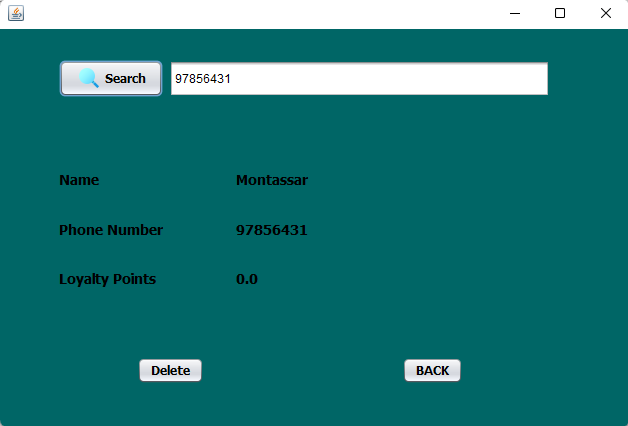 Search 97856431
Name Montassar
Phone Number 97856431
Loyalty Points 0.0
Delete BACK